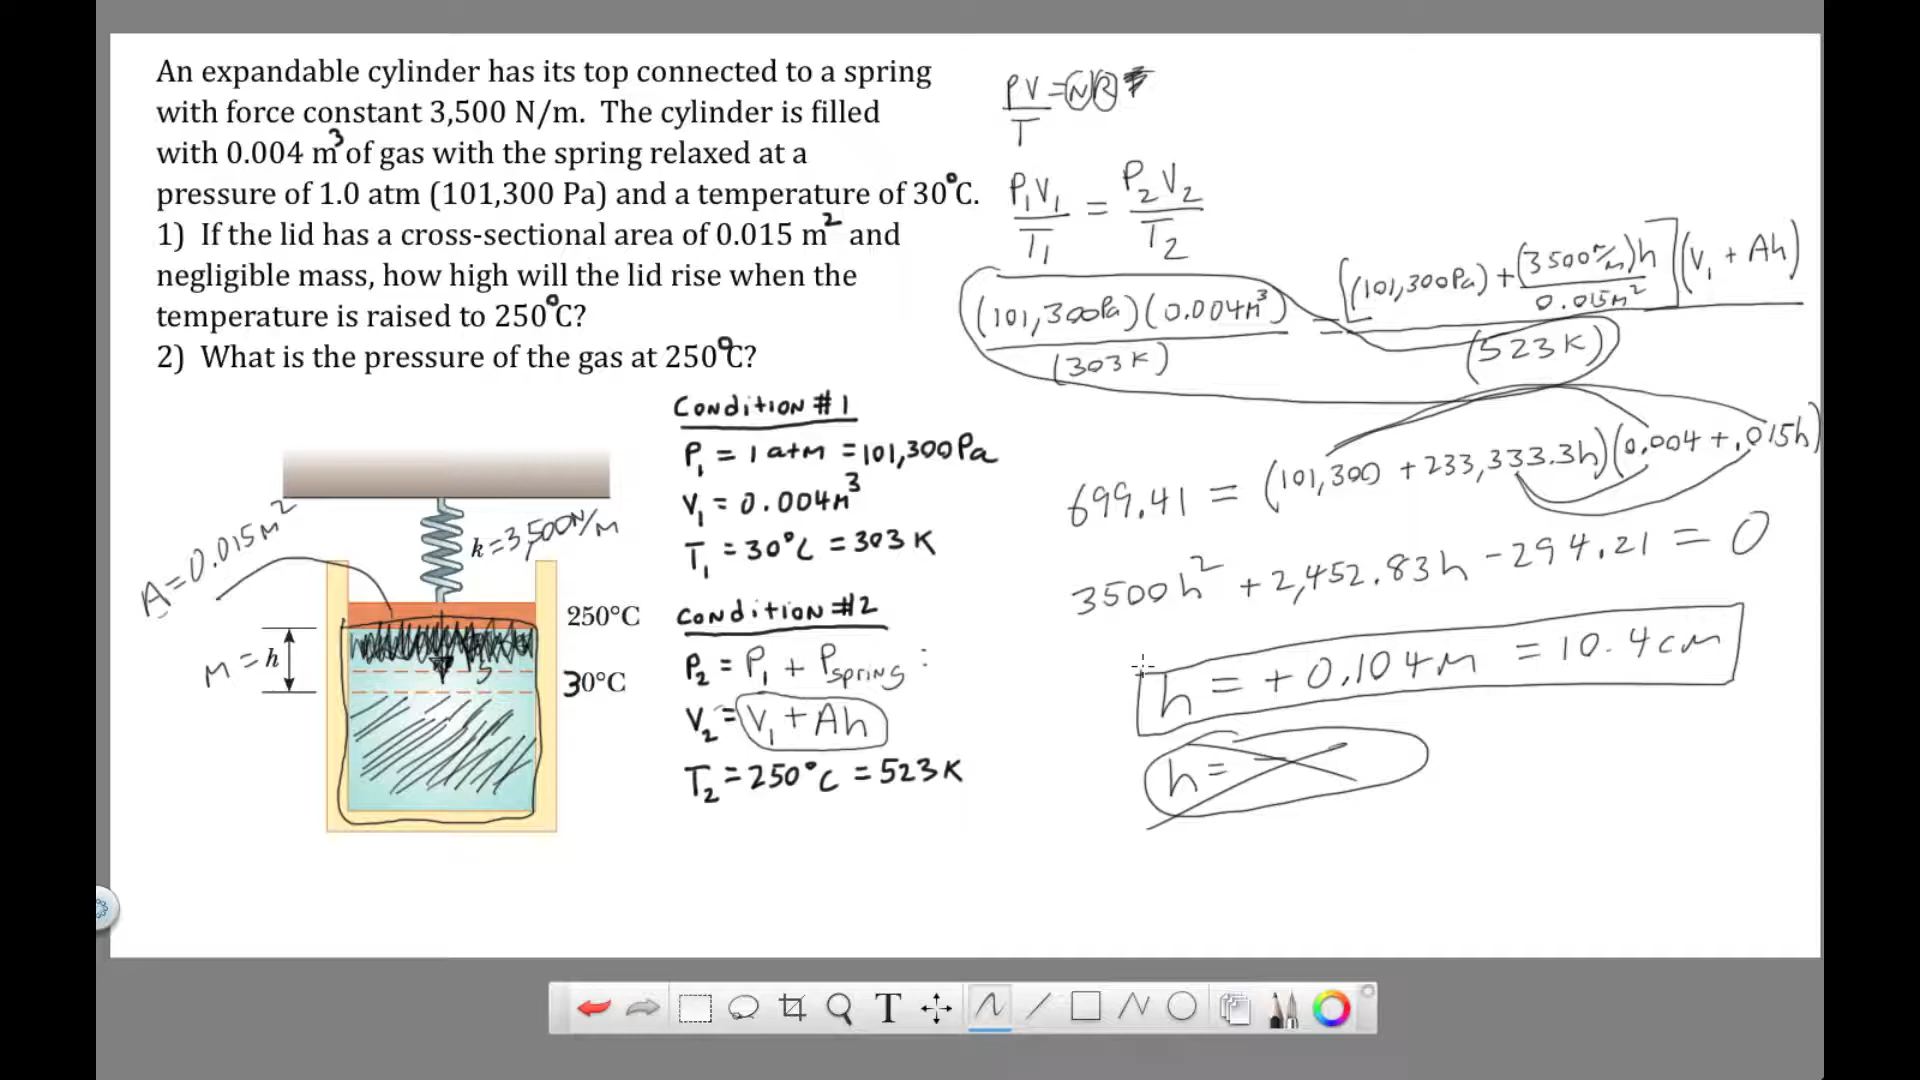 An expandable cylinder has its top connected to a spring
with force constant 3,500 N/m. The cylinder is filled
with 0.004 m³ of gas with the spring relaxed at a
pressure of 1.0 atm (101,300 Pa) and a temperature of 30°C.
1) If the lid has a cross-sectional area of 0.015 m² and
negligible mass, how high will the lid rise when the
temperature is raised to 250°C?
2) What is the pressure of the gas at 250°C?
A = 0.015m²
k = 3,500N/m
250°C
M = h
30°C
Condition #1
P₁ = 1 atm = 101,300Pa
V₁ = 0.004m³
T₁ = 30°C = 303K
Condition #2
P₂ = P₁ + Pspring :
V₂ = V₁ + Ah
T₂ = 250°C = 523K
PV/T = NR
P₁V₁/T₁ = P₂V₂/T₂
(101,300Pa)(0.004m³)/(303K) = [(101,300Pa) + (3500N/m)h/0.015m²](V₁ + Ah)/(523K)
699.41 = (101,300 + 233,333.3h)(0.004 + .015h)
3500h² + 2,452.83h - 294.21 = 0
h = +0.104m = 10.4cm
h = -
T